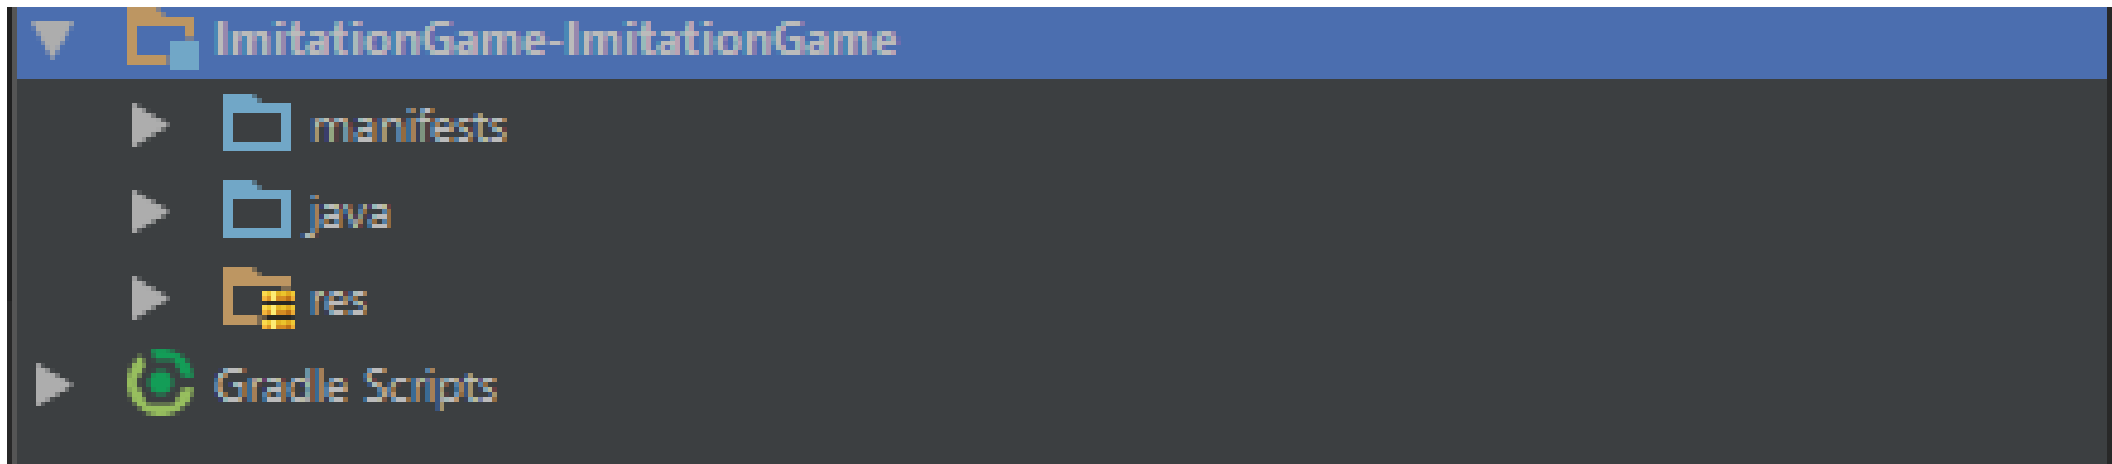 ImitationGame-ImitationGame
manifests
java
res
Gradle Scripts